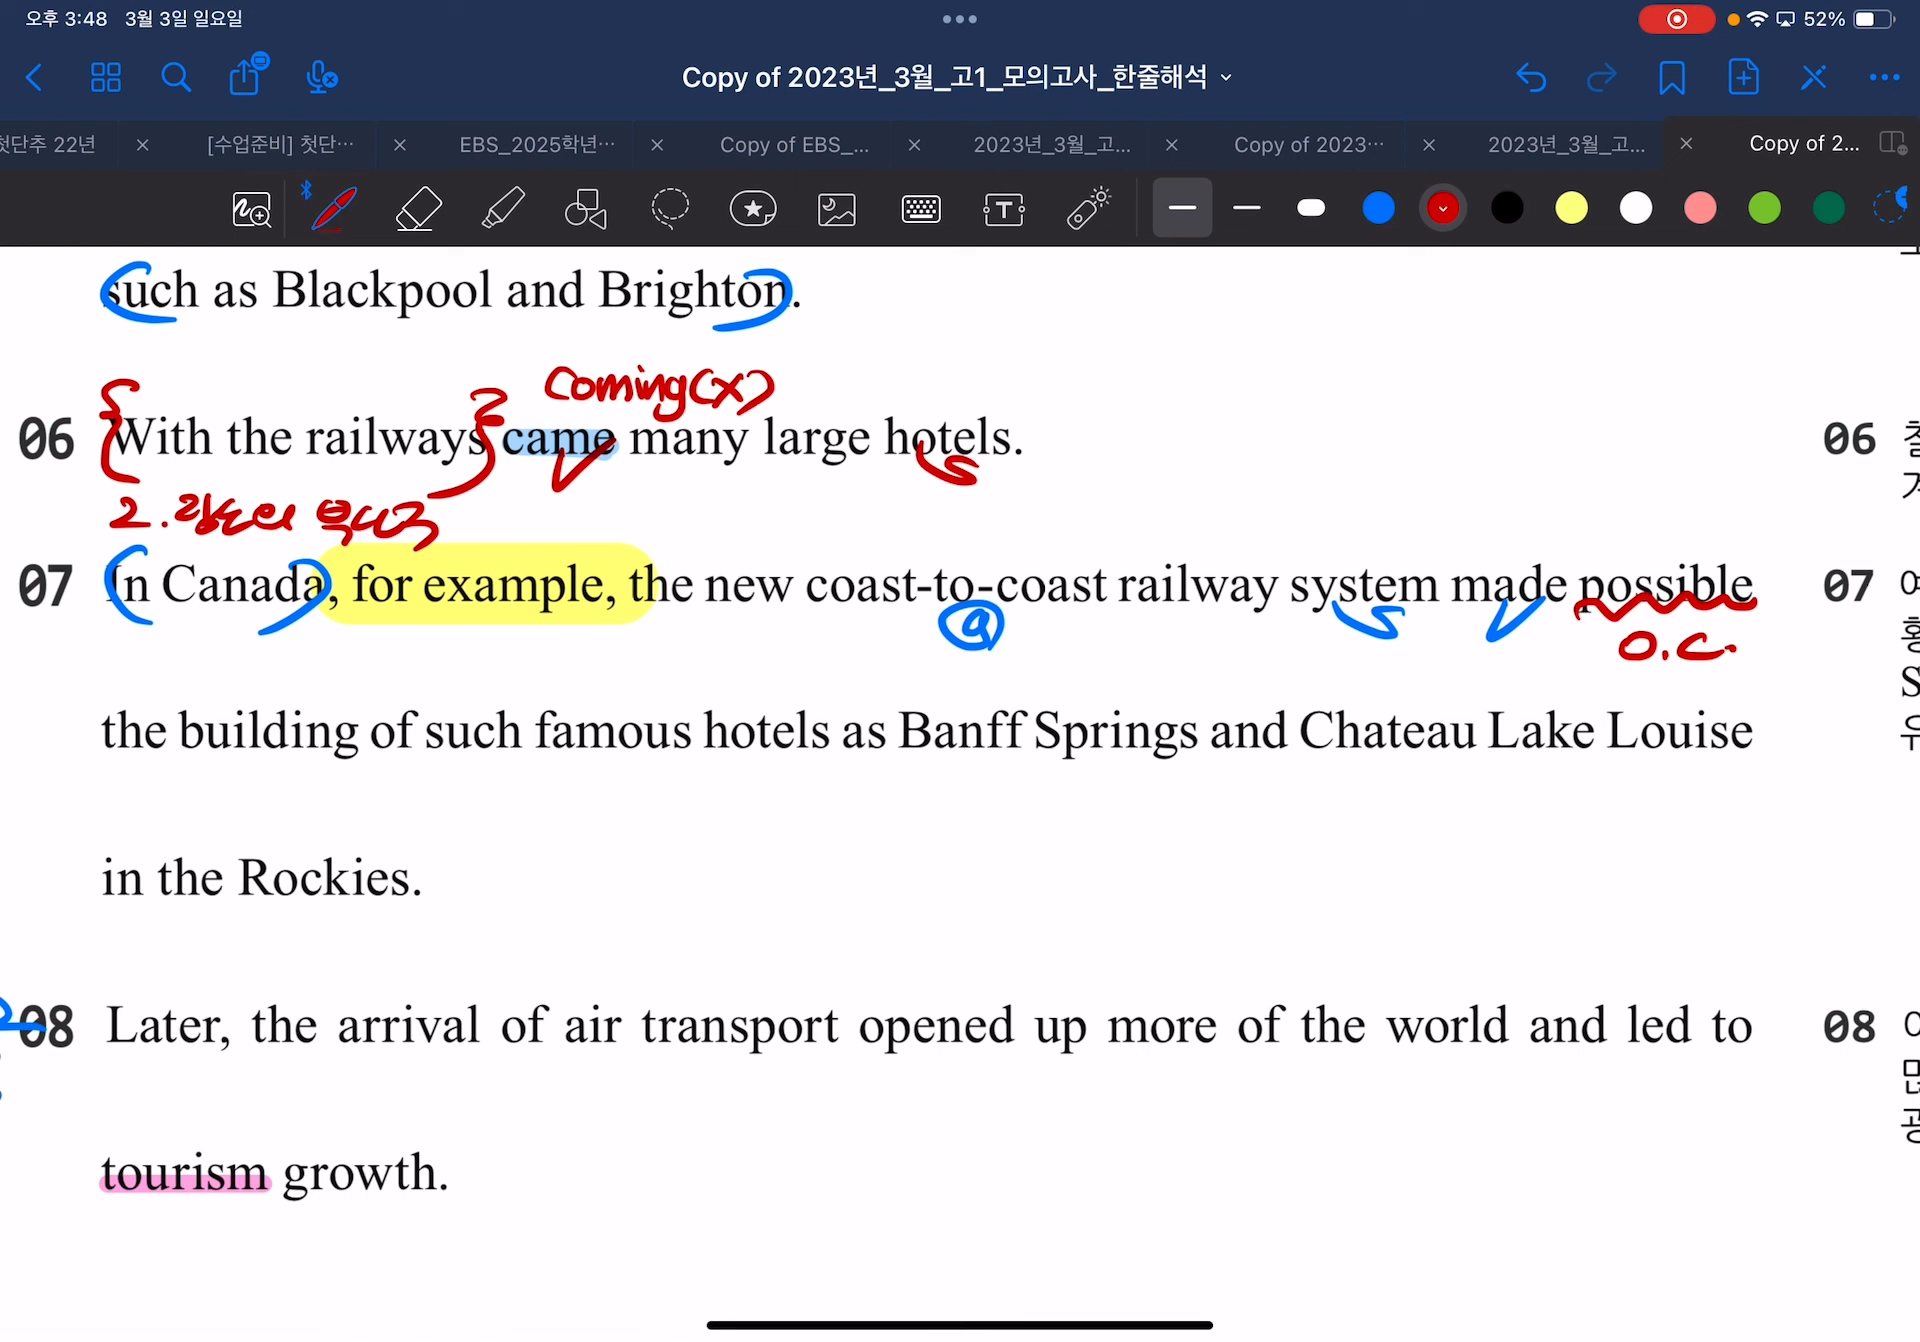 오후 3:48 3월 3일 일요일
52%
Copy of 2023년_3월_고1_모의고사_한줄해석
첫단추 22년
[수업준비] 첫단…
EBS_2025학년…
Copy of EBS_...
2023년_3월_고...
Copy of 2023…
2023년_3월_고...
Copy of 2...
such as Blackpool and Brighton.
coming(x)
06 With the railways came many large hotels.
06
V S
2. 장소의 부사구
07 In Canada, for example, the new coast-to-coast railway system made possible
07
ⓐ S V O.C.
the building of such famous hotels as Banff Springs and Chateau Lake Louise
in the Rockies.
08 Later, the arrival of air transport opened up more of the world and led to
08
tourism growth.